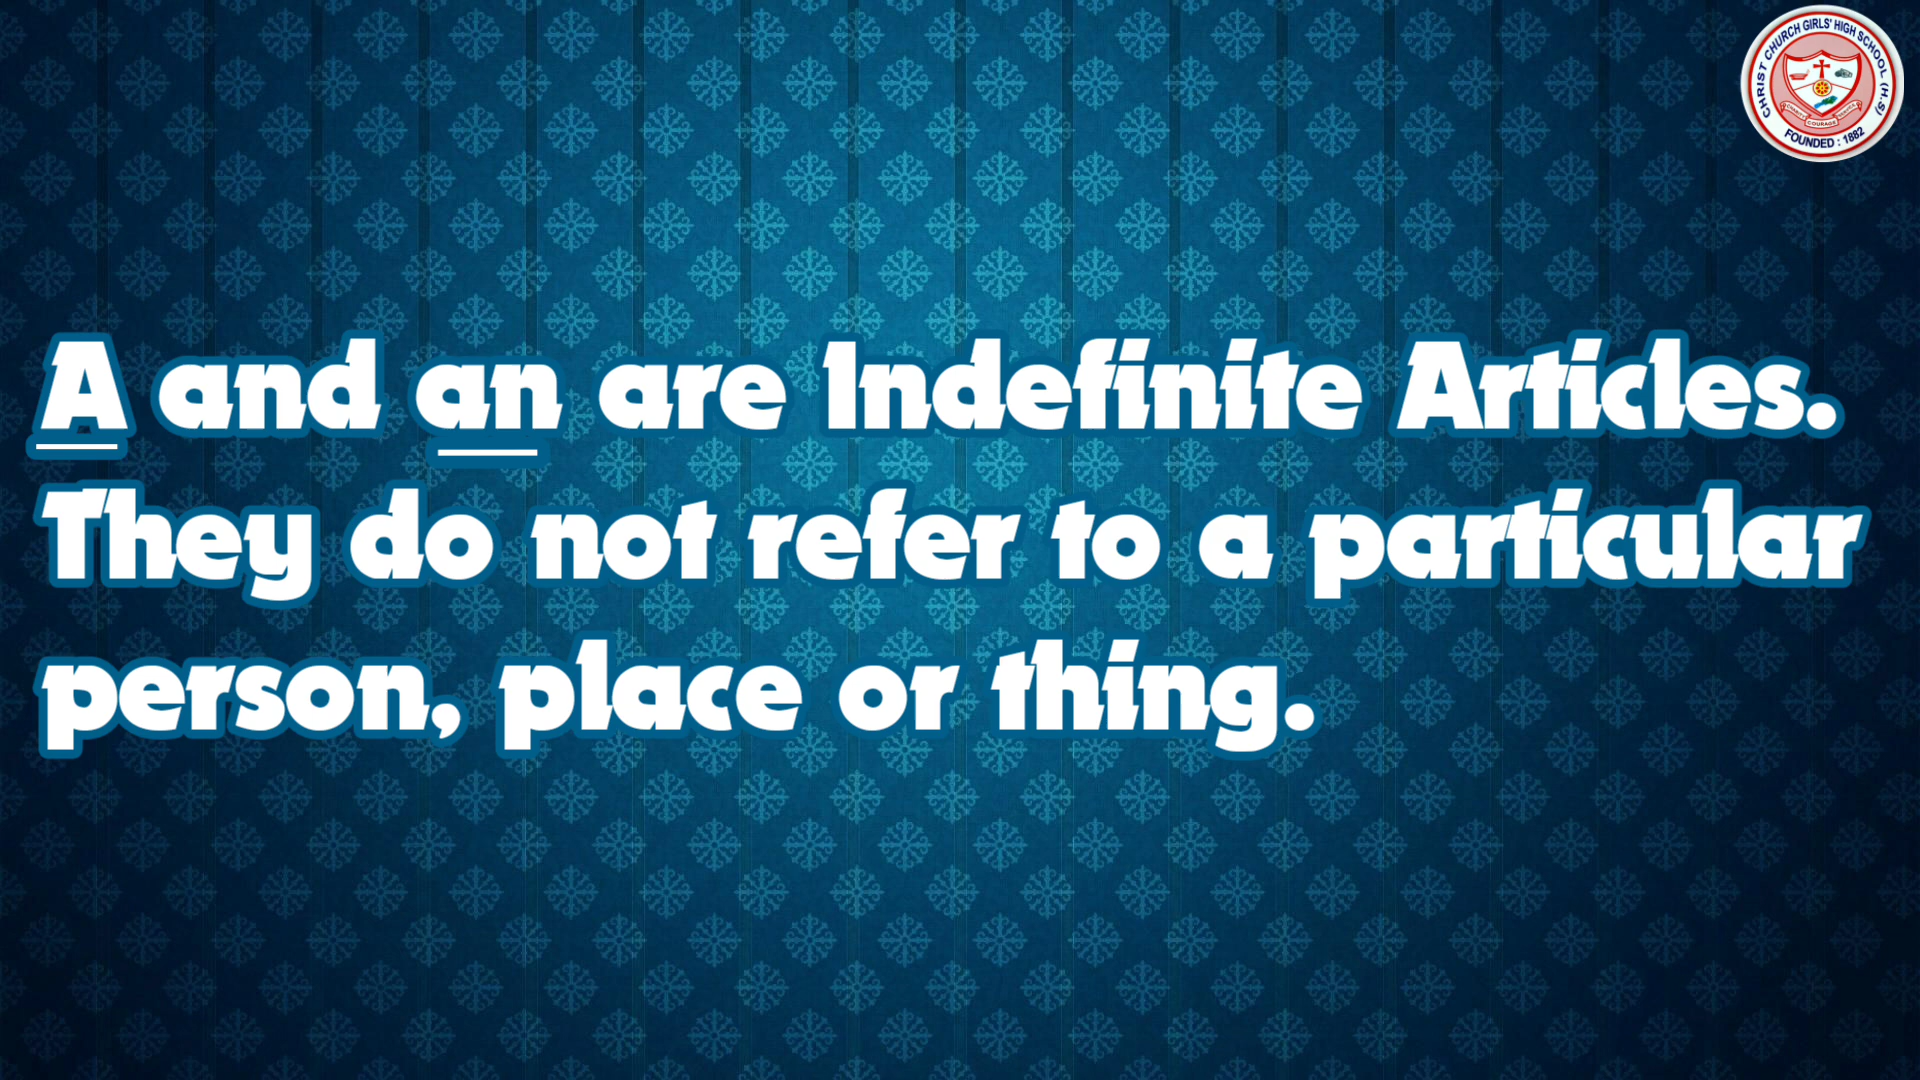 CHRIST CHURCH GIRLS' HIGH SCHOOL (H.S)
COURAGE
FOUNDED : 1882
A and an are Indefinite Articles.
They do not refer to a particular
person, place or thing.